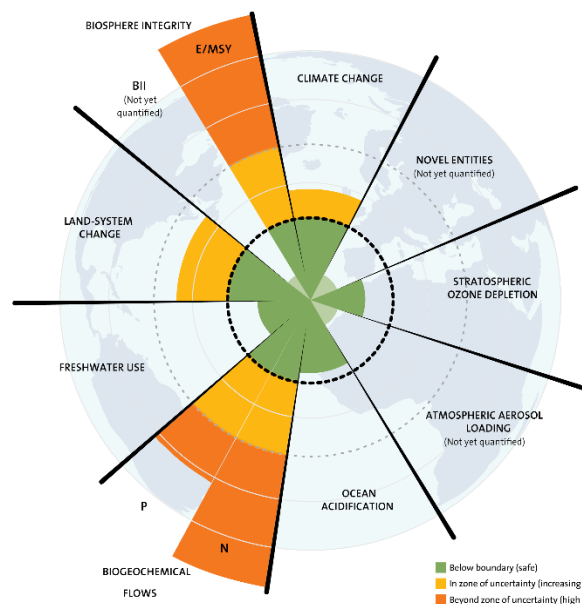 BIOSPHERE INTEGRITY
E/MSY
CLIMATE CHANGE
BII
(Not yet
quantified)
NOVEL ENTITIES
(Not yet quantified)
LAND-SYSTEM
CHANGE
STRATOSPHERIC
OZONE DEPLETION
FRESHWATER USE
ATMOSPHERIC AEROSOL
LOADING
(Not yet quantified)
OCEAN
ACIDIFICATION
P
N
BIOGEOCHEMICAL
FLOWS
Below boundary (safe)
In zone of uncertainty (increasing
Beyond zone of uncertainty (high